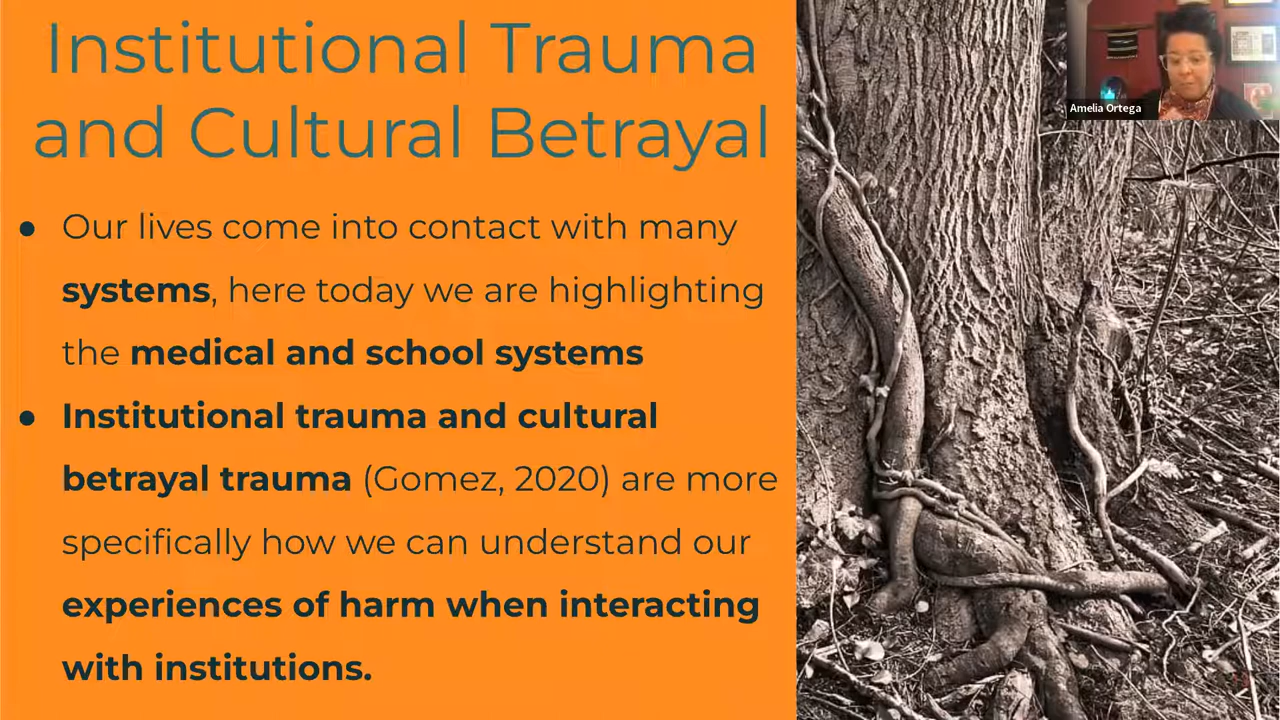 Institutional Trauma
and Cultural Betrayal
● Our lives come into contact with many
systems, here today we are highlighting
the medical and school systems
● Institutional trauma and cultural
betrayal trauma (Gomez, 2020) are more
specifically how we can understand our
experiences of harm when interacting
with institutions.
Amelia Ortega